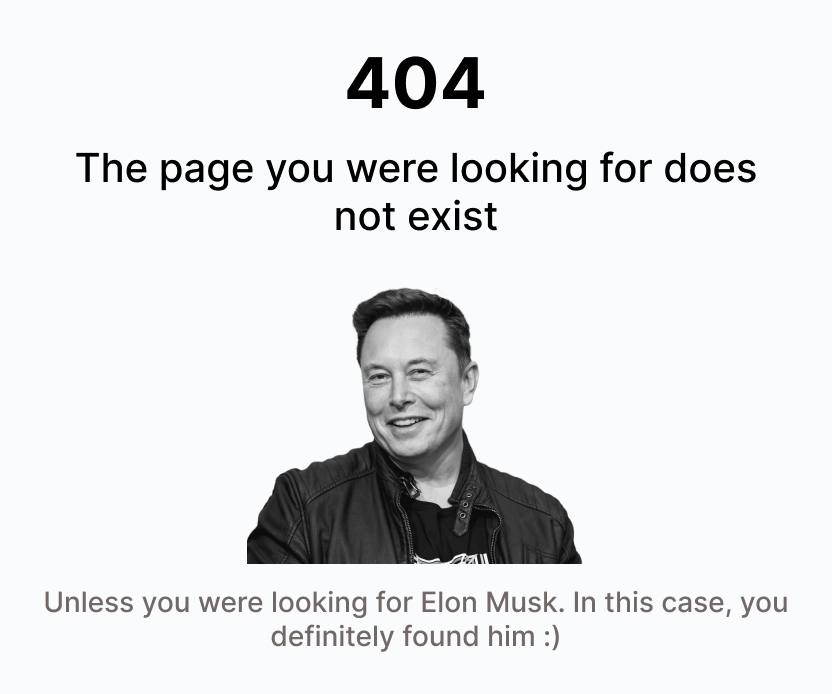 404
The page you were looking for does
not exist
Unless you were looking for Elon Musk. In this case, you
definitely found him :)